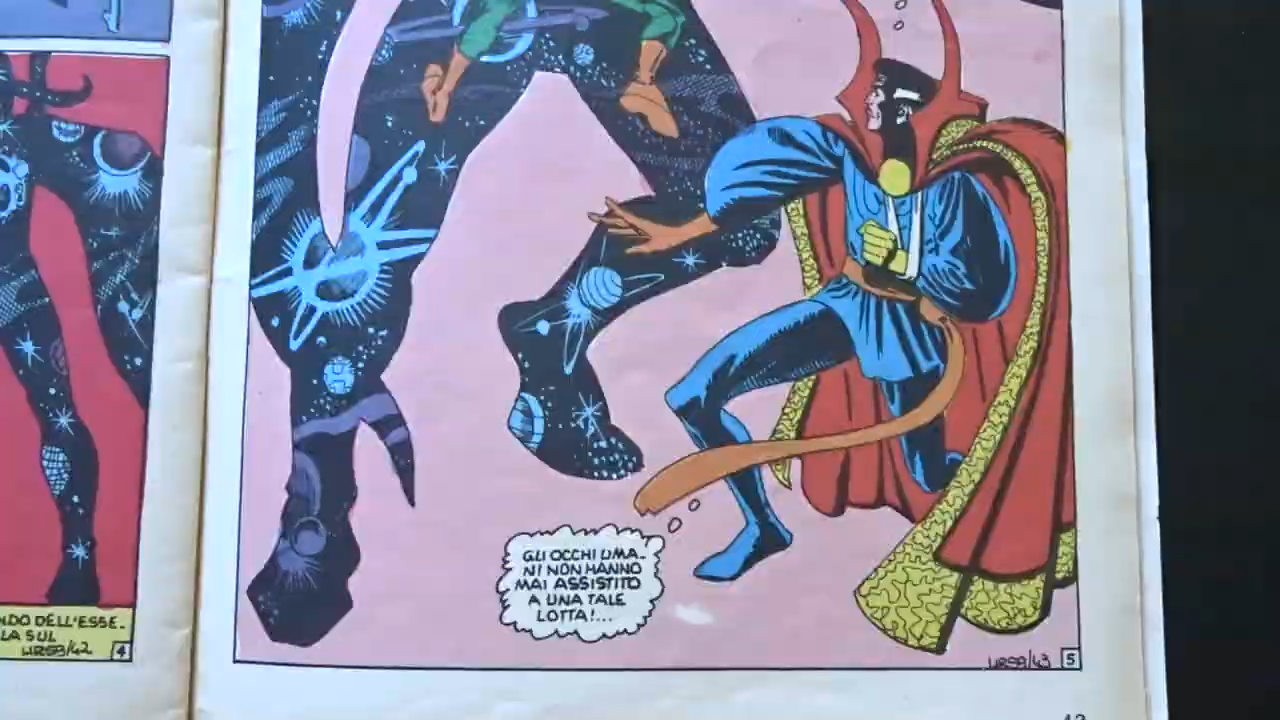 NDO DELL'ESSE.
LA SUL
URSS/42 4
GLI OCCHI UMA-
NI NON HANNO
MAI ASSISTITO
A UNA TALE
LOTTA!...
URSS/43 5